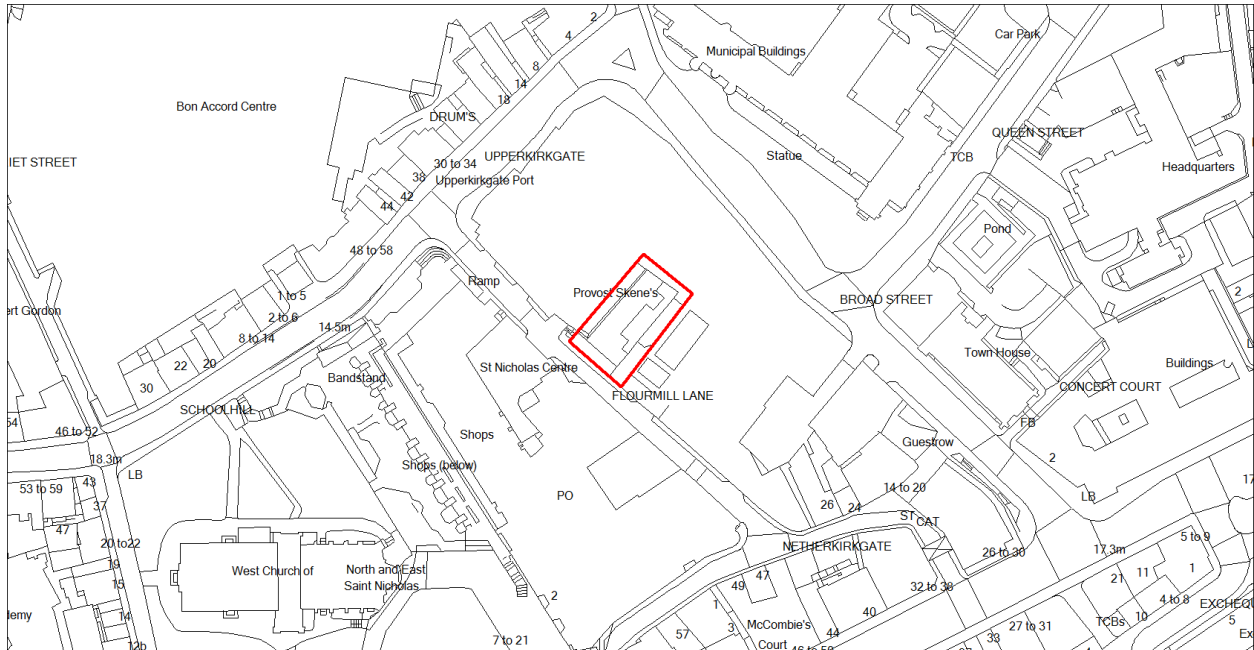 2
4
Municipal Buildings
Car Park
8
14
18
Bon Accord Centre
DRUM'S
QUEEN STREET
UPPERKIRKGATE
Statue
TCB
IET STREET
30 to 34
Headquarters
38
Upperkirkgate Port
42
44
Pond
48 to 58
Ramp
Provost Skene's
1 to 5
2
BROAD STREET
ert Gordon
2 to 6
14.5m
8 to 14
Town House
22
20
St Nicholas Centre
Buildings
Bandstand
30
CONCERT COURT
FLOURMILL LANE
SCHOOLHILL
54
46 to 52
Shops
FB
Guestrow
18.3m
Shops (below)
2
LB
43
53 to 59
14 to 20
PO
LB
37
26
24
ST CAT
47
5 to 9
20 to 22
NETHERKIRKGATE
26 to 30
17.3m
19
West Church of
North and East
Saint Nicholas
47
49
11
1
21
15
32 to 38
2
4 to 8
EXCHEQU
1
40
lemy
14
10
TCBs
McCombie's
Court
3
57
44
27 to 31
5
33
7 to 21
12b
17